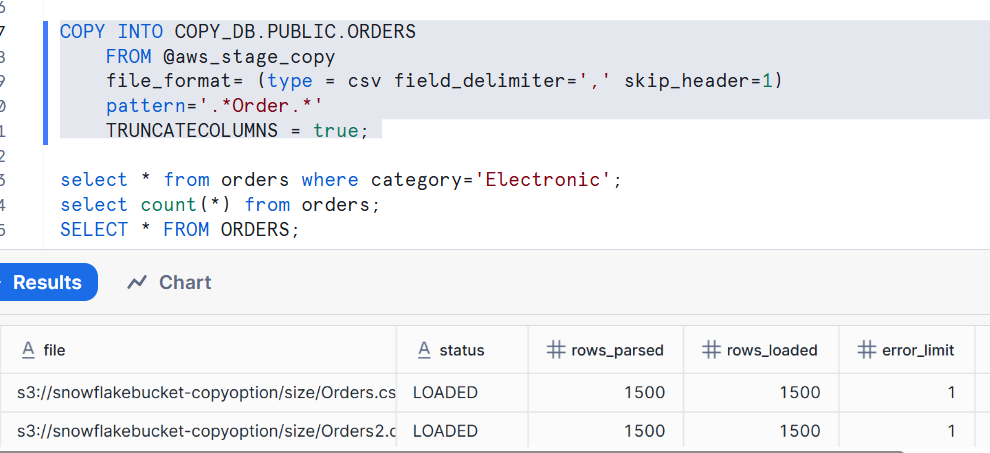 6
7 COPY INTO COPY_DB.PUBLIC.ORDERS
8 FROM @aws_stage_copy
9 file_format= (type = csv field_delimiter=',' skip_header=1)
0 pattern='.*Order.*'
1 TRUNCATECOLUMNS = true;
2
3 select * from orders where category='Electronic';
4 select count(*) from orders;
5 SELECT * FROM ORDERS;
Results Chart
A file A status # rows_parsed # rows_loaded # error_limit
s3://snowflakebucket-copyoption/size/Orders.cs LOADED 1500 1500 1
s3://snowflakebucket-copyoption/size/Orders2.c LOADED 1500 1500 1